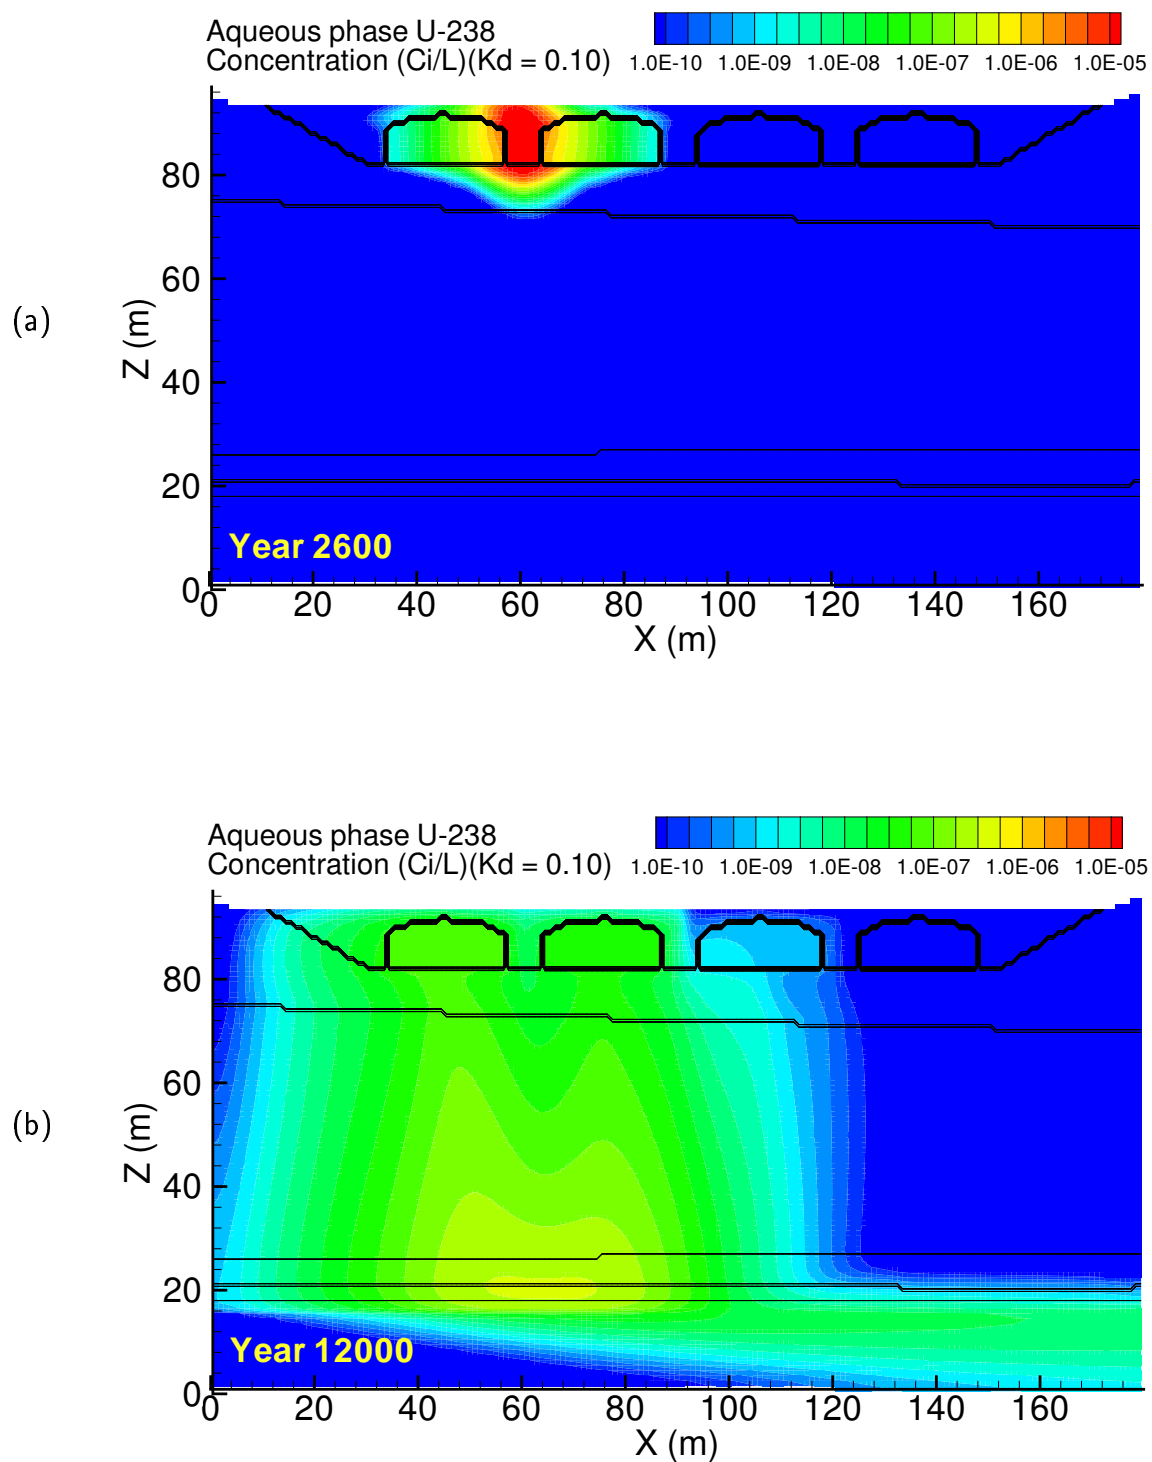 Aqueous phase U-238
Concentration (Ci/L)(Kd = 0.10)
1.0E-10 1.0E-09 1.0E-08 1.0E-07 1.0E-06 1.0E-05
80
60
(a)
Z (m)
40
20
Year 2600
0
0 20 40 60 80 100 120 140 160
X (m)
Aqueous phase U-238
Concentration (Ci/L)(Kd = 0.10)
1.0E-10 1.0E-09 1.0E-08 1.0E-07 1.0E-06 1.0E-05
80
60
(b)
Z (m)
40
20
Year 12000
0
0 20 40 60 80 100 120 140 160
X (m)